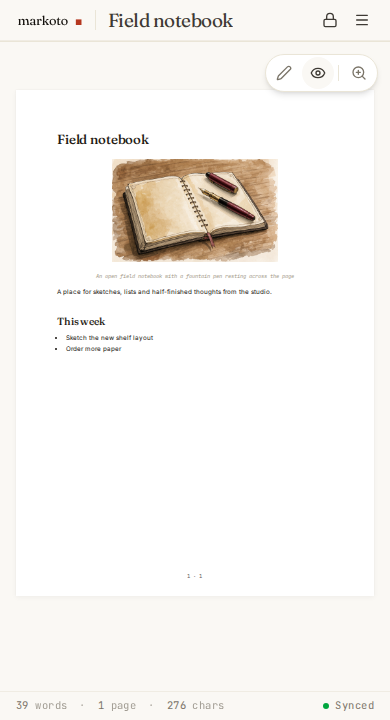 markoto
Field notebook
Field notebook
An open field notebook with a fountain pen resting across the page
A place for sketches, lists and half-finished thoughts from the studio.
This week
• Sketch the new shelf layout
• Order more paper
1 - 1
39 words · 1 page · 276 chars
Synced